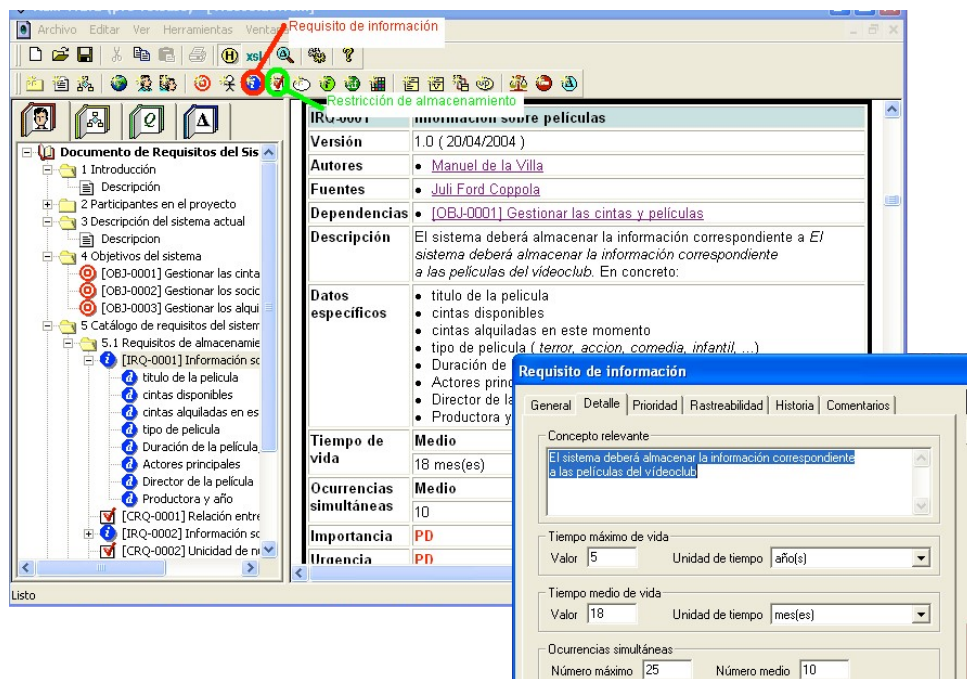 Archivo Editar Ver Herramientas Ventana
Requisito de información
H xsl
Restricción de almacenamiento
Q A
Documento de Requisitos del Sis
1 Introducción
Descripción
2 Participantes en el proyecto
3 Descripción del sistema actual
Descripcion
4 Objetivos del sistema
[OBJ-0001] Gestionar las cinta
[OBJ-0002] Gestionar los socic
[OBJ-0003] Gestionar los alqui
5 Catálogo de requisitos del sistem
5.1 Requisitos de almacenamie
[IRQ-0001] Información so
titulo de la pelicula
cintas disponibles
cintas alquiladas en es
tipo de pelicula
Duración de la película,
Actores principales
Director de la película
Productora y año
[CRQ-0001] Relación entre
[IRQ-0002] Información so
[CRQ-0002] Unicidad de nú
Listo
IRQ-0001 Información sobre películas
Versión 1.0 ( 20/04/2004 )
Autores • Manuel de la Villa
Fuentes • Juli Ford Coppola
Dependencias • [OBJ-0001] Gestionar las cintas y películas
Descripción El sistema deberá almacenar la información correspondiente a El
sistema deberá almacenar la información correspondiente
a las películas del vídeoclub. En concreto:
Datos específicos • titulo de la pelicula
• cintas disponibles
• cintas alquiladas en este momento
• tipo de pelicula ( terror, accion, comedia, infantil, ...)
• Duración de
• Actores princ
• Director de la
• Productora y
Tiempo de vida Medio
18 mes(es)
Ocurrencias simultáneas Medio
10
Importancia PD
Urgencia PD
Requisito de información
General Detalle Prioridad Rastreabilidad Historia Comentarios
Concepto relevante
El sistema deberá almacenar la información correspondiente
a las películas del vídeoclub
Tiempo máximo de vida
Valor 5 Unidad de tiempo año(s)
Tiempo medio de vida
Valor 18 Unidad de tiempo mes(es)
Ocurrencias simultáneas
Número máximo 25 Número medio 10